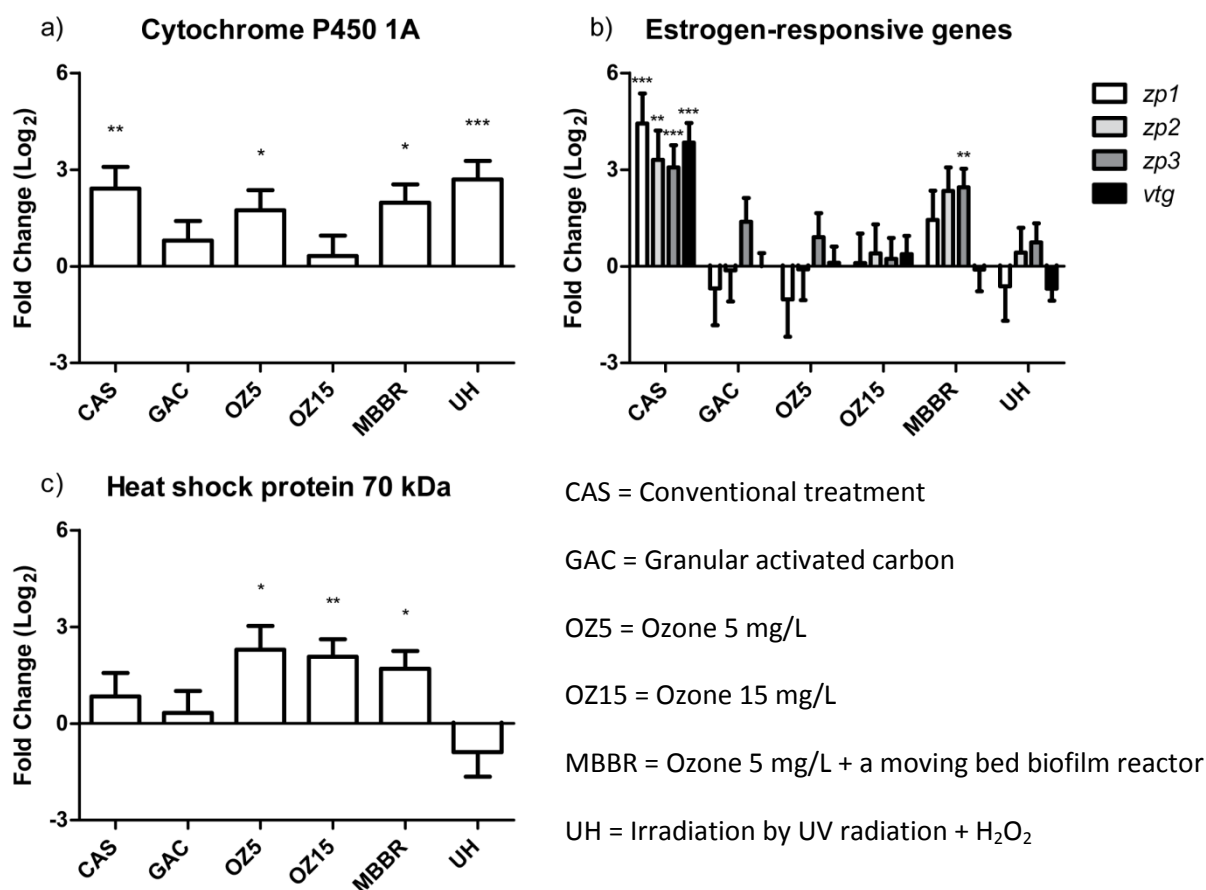 a) Cytochrome P450 1A
Fold Change (Log2)
6
3
0
-3
** * * ***
CAS GAC OZ5 OZ15 MBBR UH
b) Estrogen-responsive genes
Fold Change (Log2)
6
3
0
-3
*** ** *** *** **
CAS GAC OZ5 OZ15 MBBR UH
zp1
zp2
zp3
vtg
c) Heat shock protein 70 kDa
Fold Change (Log2)
6
3
0
-3
* ** *
CAS GAC OZ5 OZ15 MBBR UH
CAS = Conventional treatment
GAC = Granular activated carbon
OZ5 = Ozone 5 mg/L
OZ15 = Ozone 15 mg/L
MBBR = Ozone 5 mg/L + a moving bed biofilm reactor
UH = Irradiation by UV radiation + H2O2